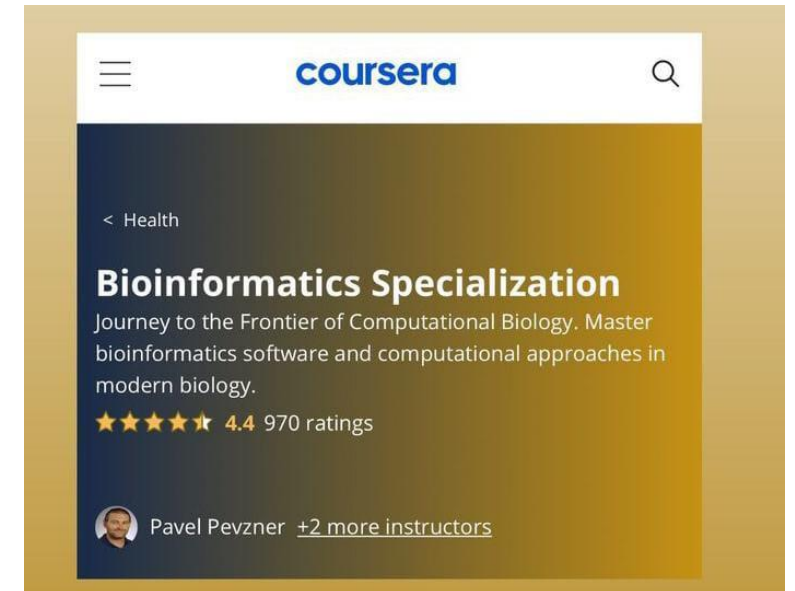 coursera
< Health
Bioinformatics Specialization
Journey to the Frontier of Computational Biology. Master
bioinformatics software and computational approaches in
modern biology.
4.4 970 ratings
Pavel Pevzner +2 more instructors